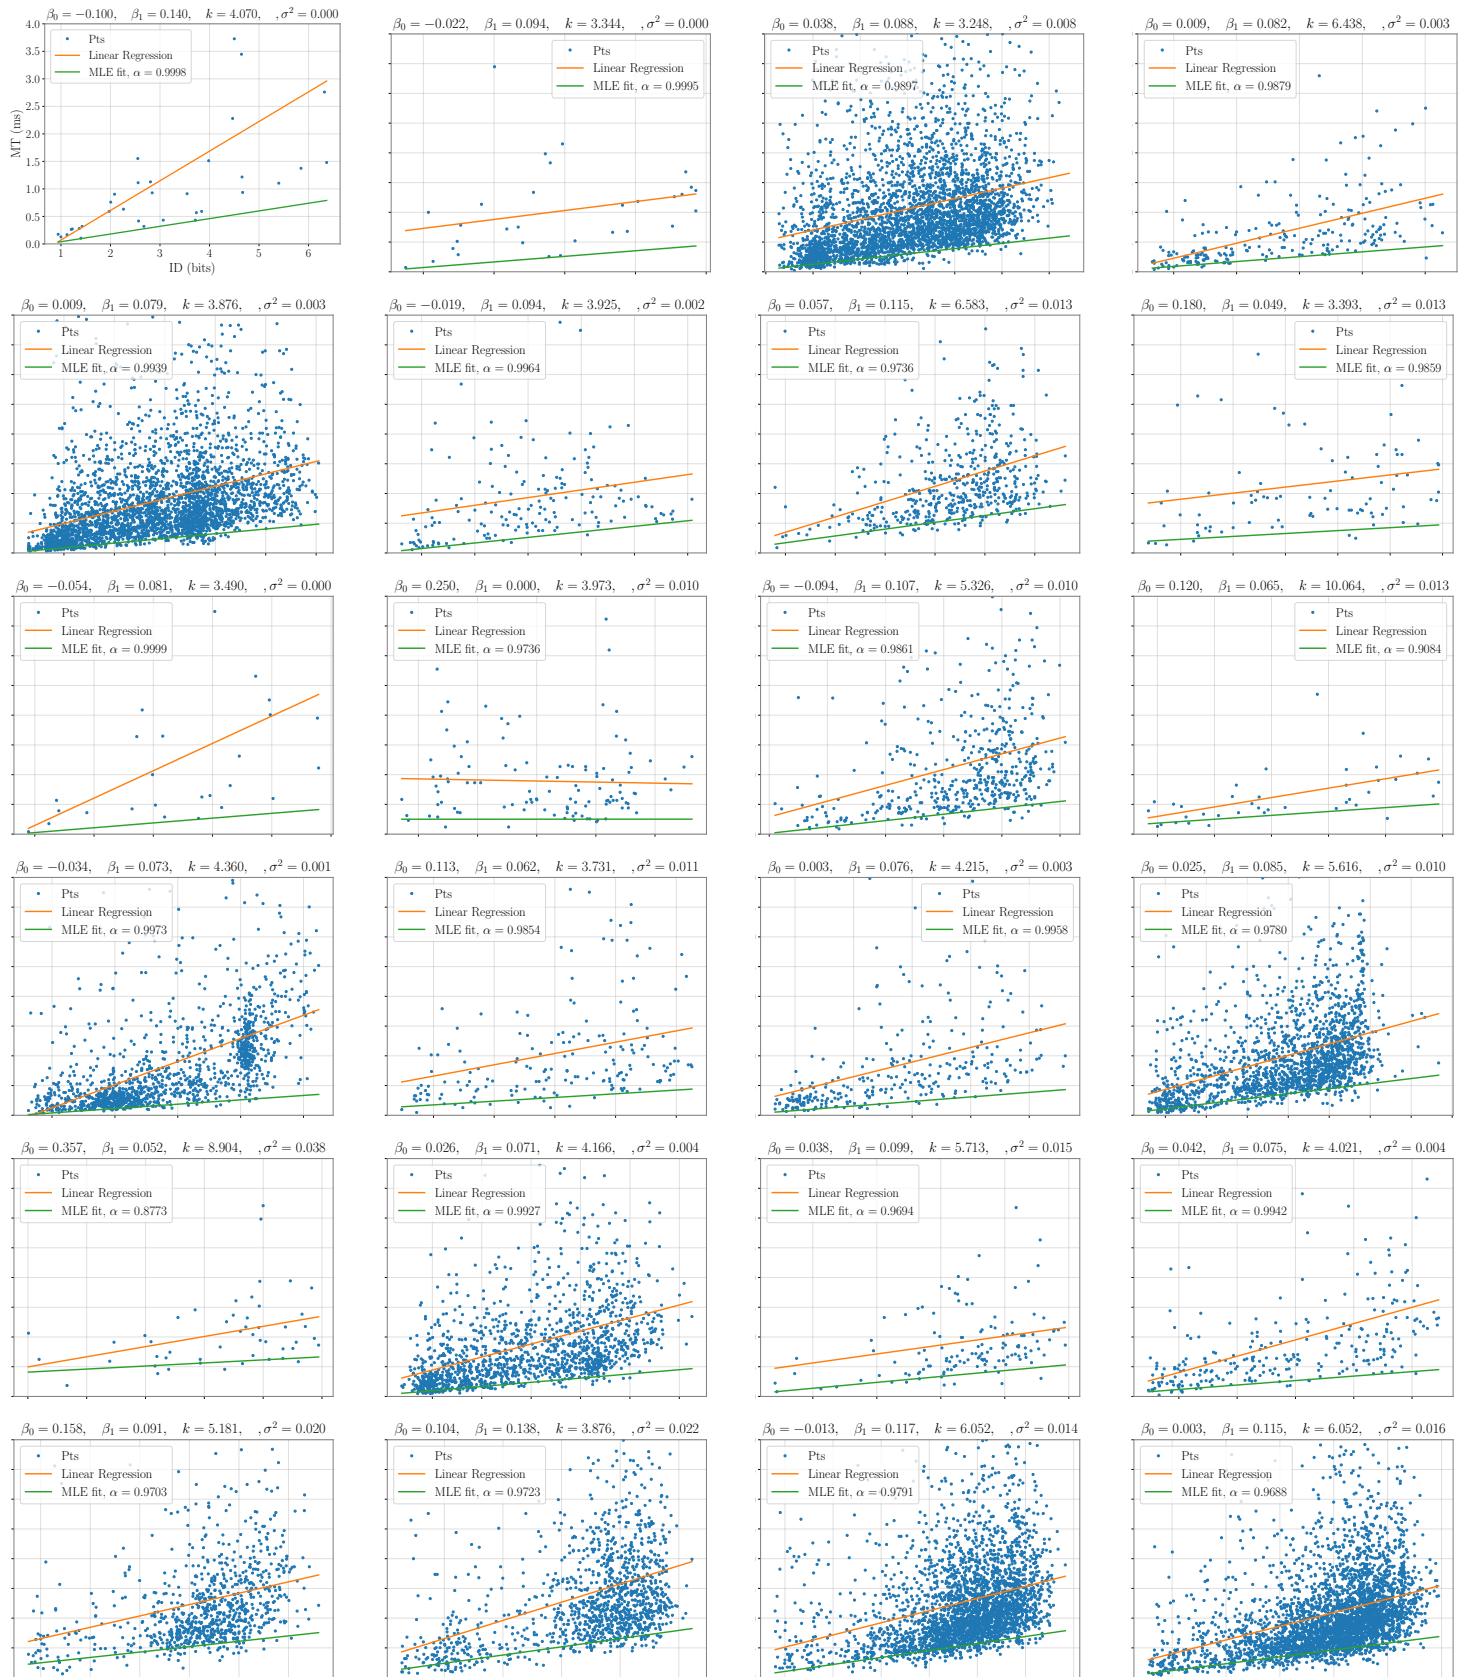 β₀ = −0.100, β₁ = 0.140, k = 4.070, , σ² = 0.000
Pts
Linear Regression
MLE fit, α = 0.9998
MT (ms)
4.0
3.5
3.0
2.5
2.0
1.5
1.0
0.5
0.0
1 2 3 4 5 6
ID (bits)
β₀ = −0.022, β₁ = 0.094, k = 3.344, , σ² = 0.000
Pts
Linear Regression
MLE fit, α = 0.9995
β₀ = 0.038, β₁ = 0.088, k = 3.248, , σ² = 0.008
Pts
Linear Regression
MLE fit, α = 0.9897
β₀ = 0.009, β₁ = 0.082, k = 6.438, , σ² = 0.003
Pts
Linear Regression
MLE fit, α = 0.9879
β₀ = 0.009, β₁ = 0.079, k = 3.876, , σ² = 0.003
Pts
Linear Regression
MLE fit, α = 0.9939
β₀ = −0.019, β₁ = 0.094, k = 3.925, , σ² = 0.002
Pts
Linear Regression
MLE fit, α = 0.9964
β₀ = 0.057, β₁ = 0.115, k = 6.583, , σ² = 0.013
Pts
Linear Regression
MLE fit, α = 0.9736
β₀ = 0.180, β₁ = 0.049, k = 3.393, , σ² = 0.013
Pts
Linear Regression
MLE fit, α = 0.9859
β₀ = −0.054, β₁ = 0.081, k = 3.490, , σ² = 0.000
Pts
Linear Regression
MLE fit, α = 0.9999
β₀ = 0.250, β₁ = 0.000, k = 3.973, , σ² = 0.010
Pts
Linear Regression
MLE fit, α = 0.9736
β₀ = −0.094, β₁ = 0.107, k = 5.326, , σ² = 0.010
Pts
Linear Regression
MLE fit, α = 0.9861
β₀ = 0.120, β₁ = 0.065, k = 10.064, , σ² = 0.013
Pts
Linear Regression
MLE fit, α = 0.9084
β₀ = −0.034, β₁ = 0.073, k = 4.360, , σ² = 0.001
Pts
Linear Regression
MLE fit, α = 0.9973
β₀ = 0.113, β₁ = 0.062, k = 3.731, , σ² = 0.011
Pts
Linear Regression
MLE fit, α = 0.9854
β₀ = 0.003, β₁ = 0.076, k = 4.215, , σ² = 0.003
Pts
Linear Regression
MLE fit, α = 0.9958
β₀ = 0.025, β₁ = 0.085, k = 5.616, , σ² = 0.010
Pts
Linear Regression
MLE fit, α = 0.9780
β₀ = 0.357, β₁ = 0.052, k = 8.904, , σ² = 0.038
Pts
Linear Regression
MLE fit, α = 0.8773
β₀ = 0.026, β₁ = 0.071, k = 4.166, , σ² = 0.004
Pts
Linear Regression
MLE fit, α = 0.9927
β₀ = 0.038, β₁ = 0.099, k = 5.713, , σ² = 0.015
Pts
Linear Regression
MLE fit, α = 0.9694
β₀ = 0.042, β₁ = 0.075, k = 4.021, , σ² = 0.004
Pts
Linear Regression
MLE fit, α = 0.9942
β₀ = 0.158, β₁ = 0.091, k = 5.181, , σ² = 0.020
Pts
Linear Regression
MLE fit, α = 0.9703
β₀ = 0.104, β₁ = 0.138, k = 3.876, , σ² = 0.022
Pts
Linear Regression
MLE fit, α = 0.9723
β₀ = −0.013, β₁ = 0.117, k = 6.052, , σ² = 0.014
Pts
Linear Regression
MLE fit, α = 0.9791
β₀ = 0.003, β₁ = 0.115, k = 6.052, , σ² = 0.016
Pts
Linear Regression
MLE fit, α = 0.9688